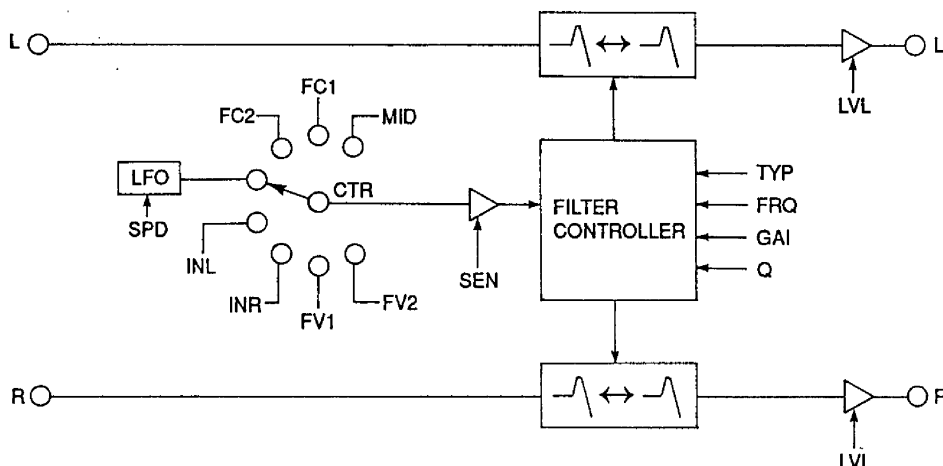 L
L
LVL
FC1
FC2
MID
LFO
CTR
SPD
INL
INR
FV1
FV2
SEN
FILTER
CONTROLLER
TYP
FRQ
GAI
Q
R
LVL